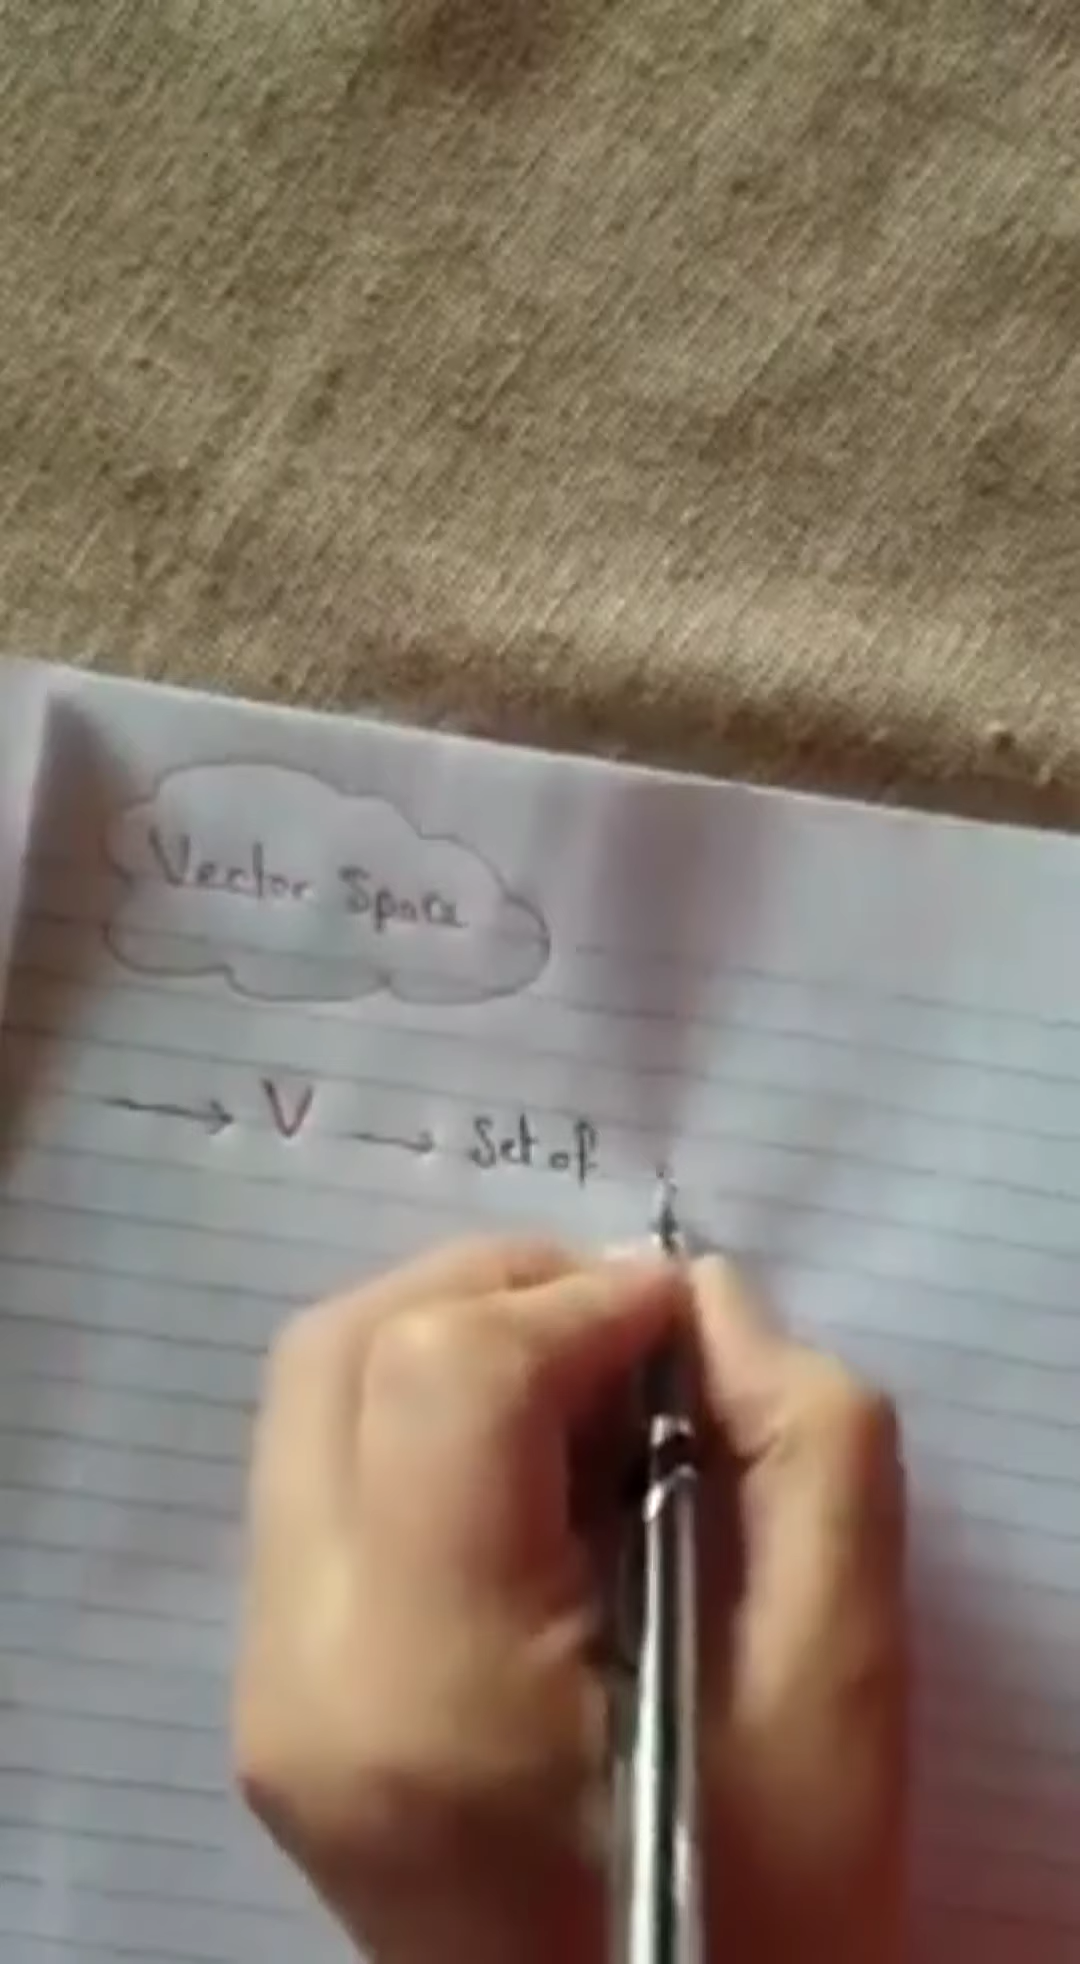 Vector Space
→ V → Set of